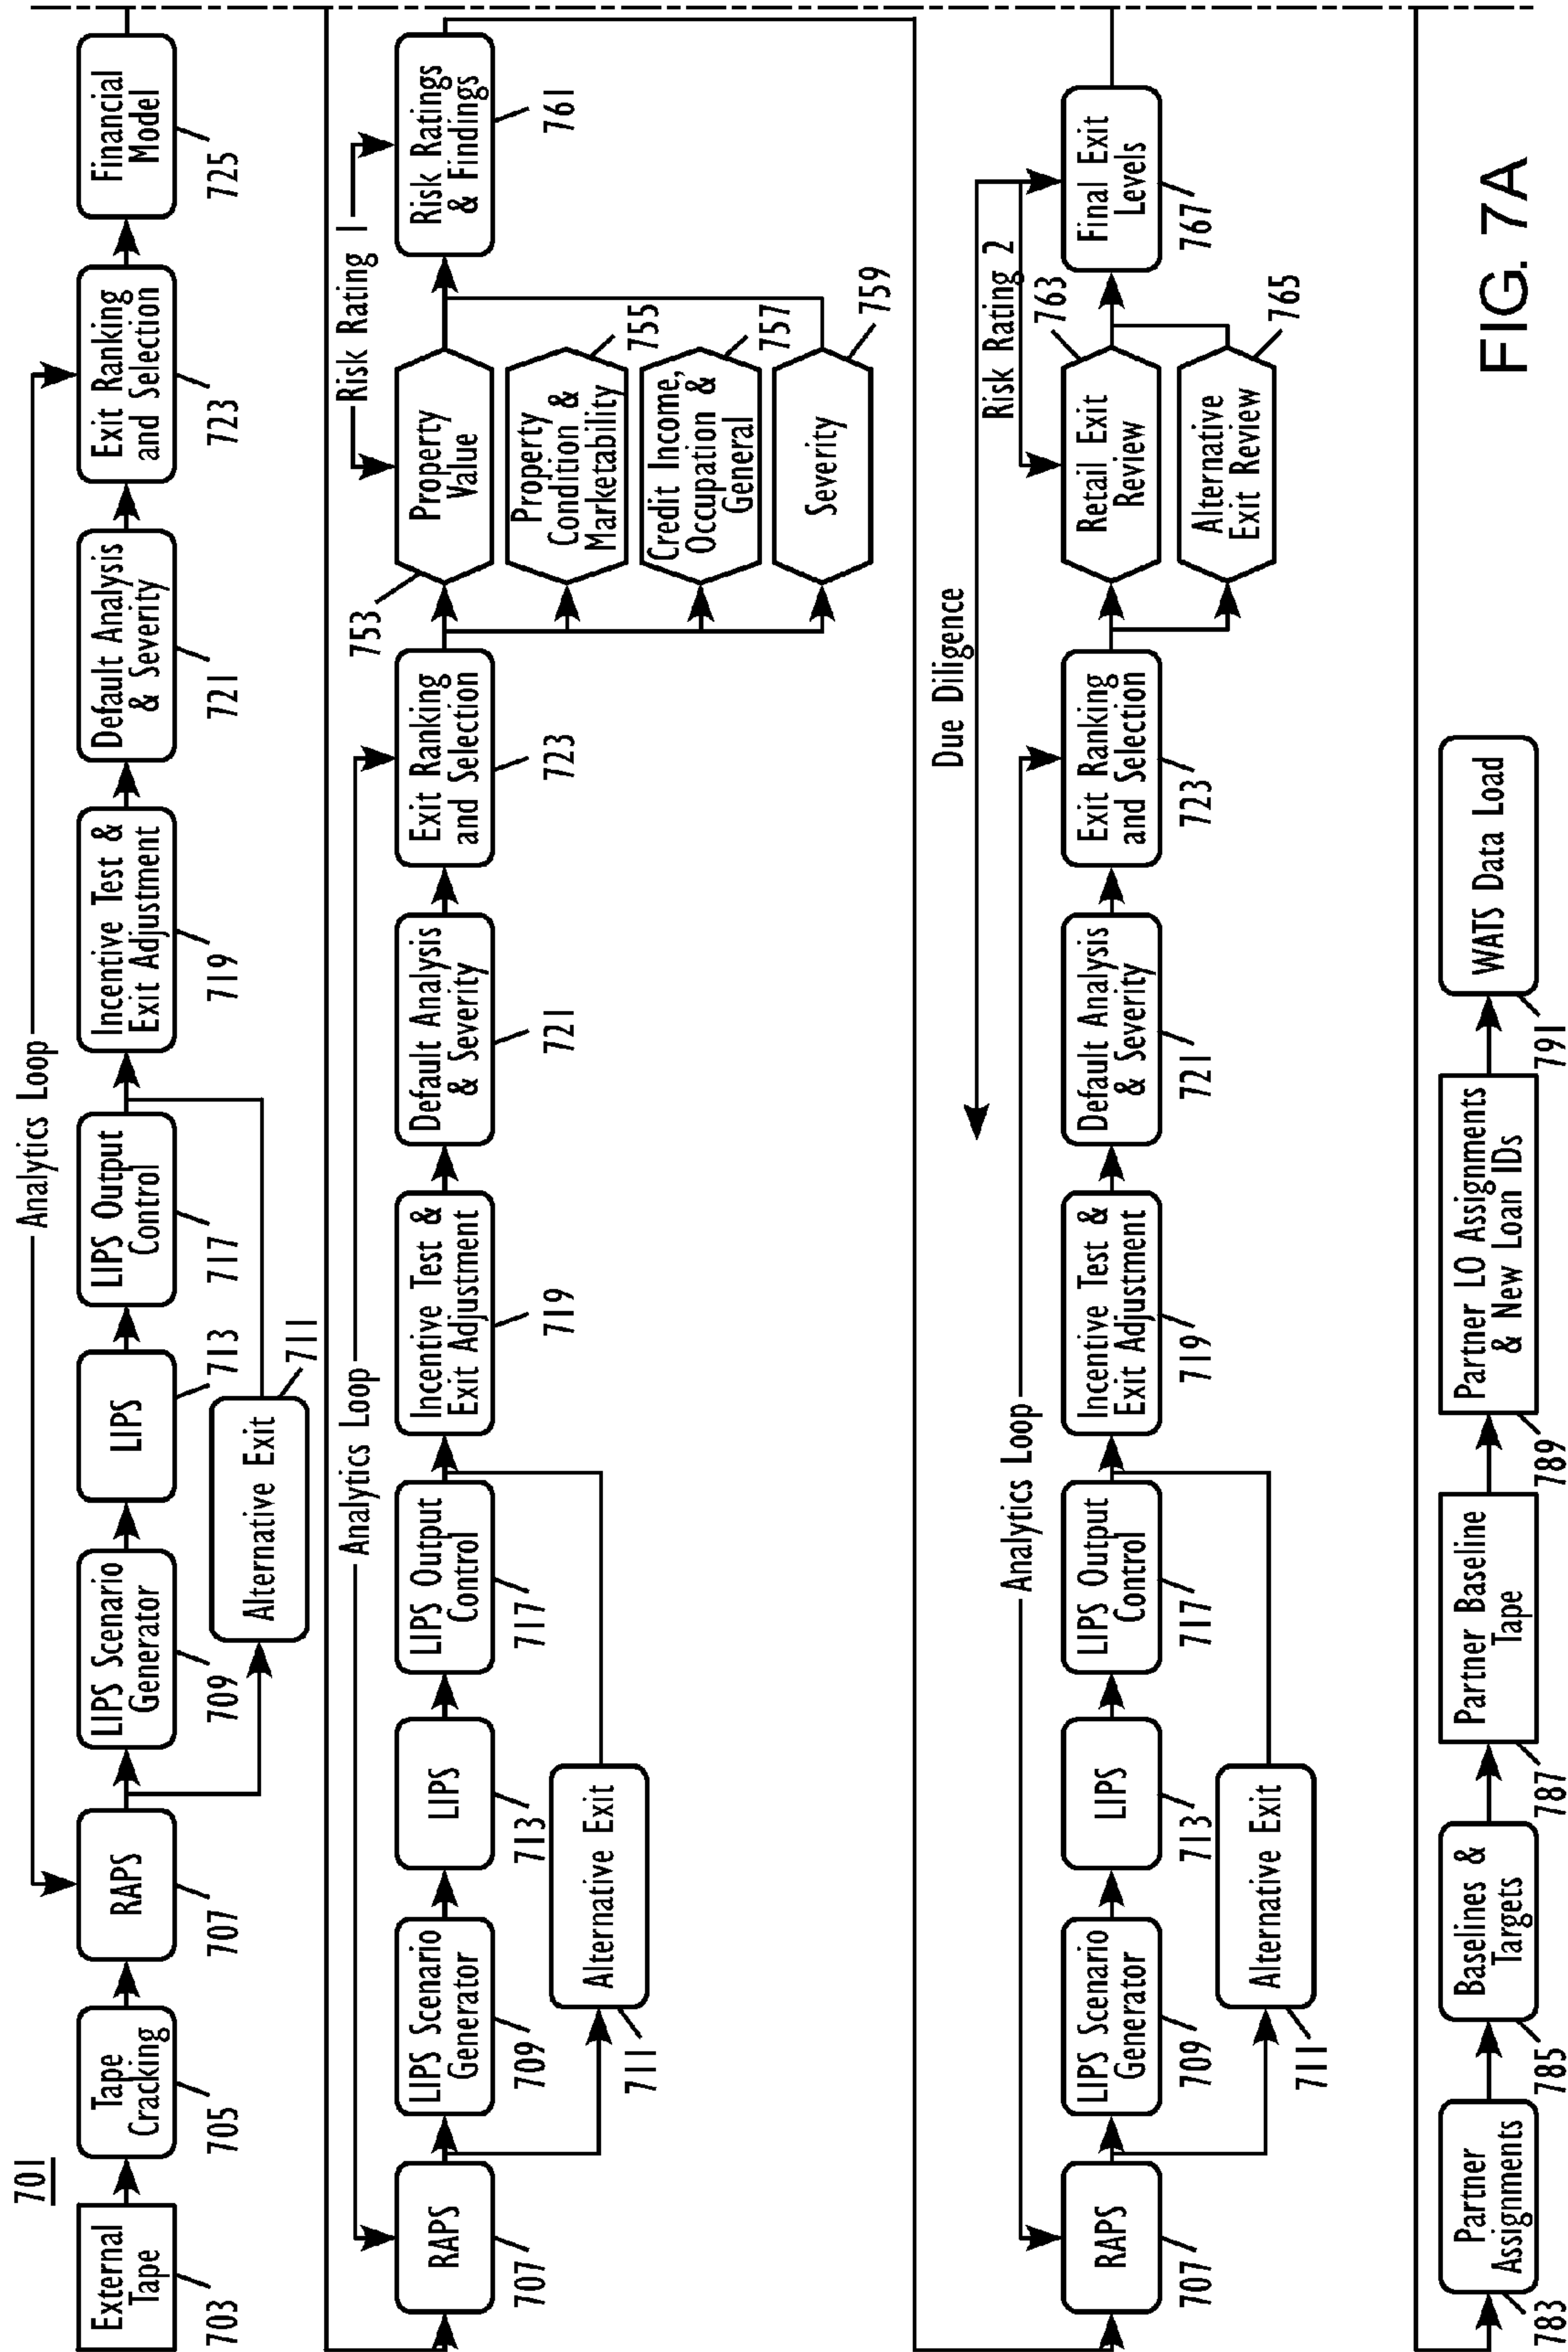 701
Analytics Loop
External
Tape
703
Tape
Cracking
705
RAPS
707
LIPS Scenario
Generator
709
LIPS
713
LIPS Output
Control
717
Alternative Exit
711
Incentive Test &
Exit Adjustment
719
Default Analysis
& Severity
721
Exit Ranking
and Selection
723
Financial
Model
725
Analytics Loop
Risk Rating 1
RAPS
707
LIPS Scenario
Generator
709
LIPS
713
LIPS Output
Control
717
Alternative Exit
711
Incentive Test &
Exit Adjustment
719
Default Analysis
& Severity
721
Exit Ranking
and Selection
723
753
Property
Value
Property
Condition &
Marketability
755
Credit Income,
Occupation &
General
757
Severity
759
Risk Ratings
& Findings
761
Due Diligence
Analytics Loop
Risk Rating 2
RAPS
707
LIPS Scenario
Generator
709
LIPS
713
LIPS Output
Control
717
Alternative Exit
711
Incentive Test &
Exit Adjustment
719
Default Analysis
& Severity
721
Exit Ranking
and Selection
723
Retail Exit
Review
763
Alternative
Exit Review
765
Final Exit
Levels
767
Partner
Assignments
783
Baselines &
Targets
785
Partner Baseline
Tape
787
Partner LO Assignments
& New Loan IDs
789
WATS Data Load
791
FIG. 7A